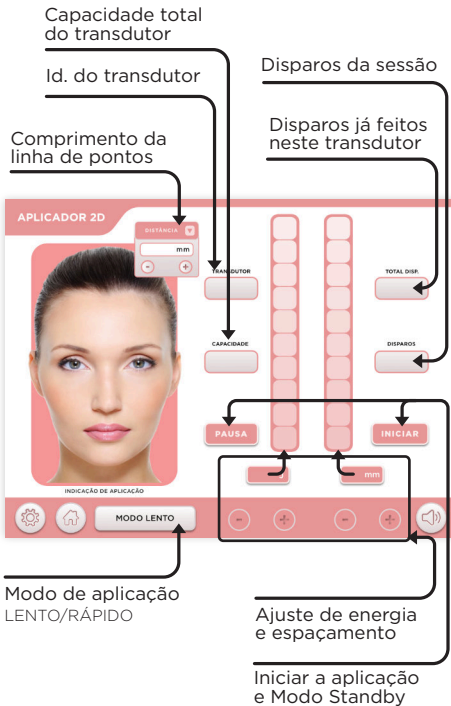 Capacidade total
do transdutor
Id. do transdutor
Disparos da sessão
Disparos já feitos
neste transdutor
Comprimento da
linha de pontos
APLICADOR 2D
DISTÂNCIA
mm
-
+
TRANSDUTOR
TOTAL DISP.
CAPACIDADE
DISPAROS
PAUSA
INICIAR
mm
INDICAÇÃO DE APLICAÇÃO
MODO LENTO
- + - +
Modo de aplicação
LENTO/RÁPIDO
Ajuste de energia
e espaçamento
Iniciar a aplicação
e Modo Standby